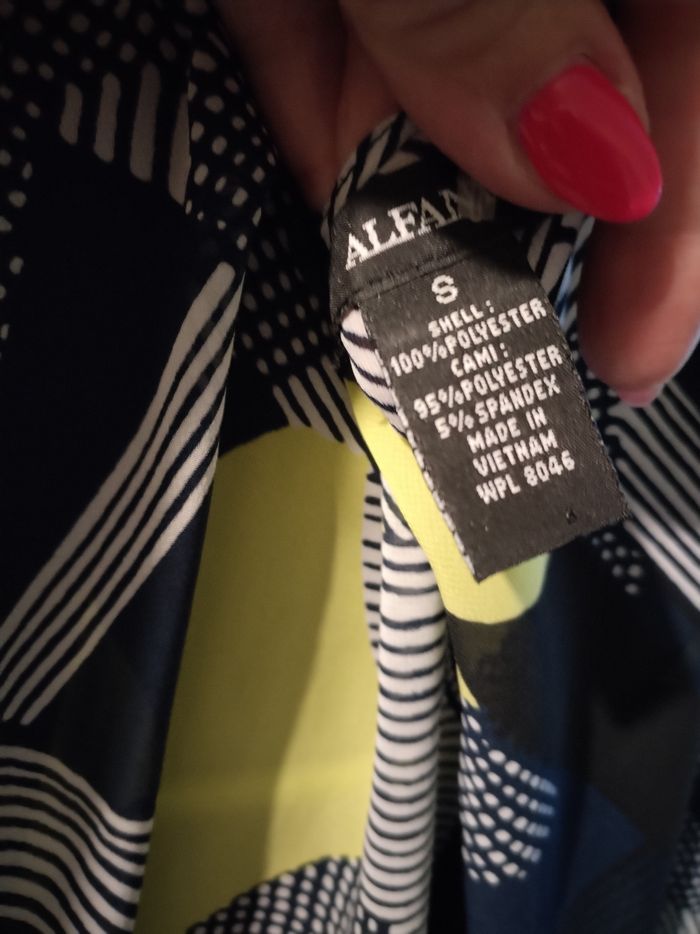 ALFAN
S
SHELL:
100%POLYESTER
CAMI:
95%POLYESTER
5% SPANDEX
MADE IN
VIETNAM
WPL 8046